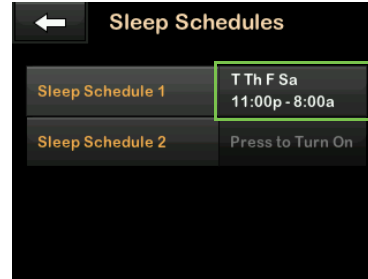 Sleep Schedules
Sleep Schedule 1
T Th F Sa
11:00p - 8:00a
Sleep Schedule 2
Press to Turn On